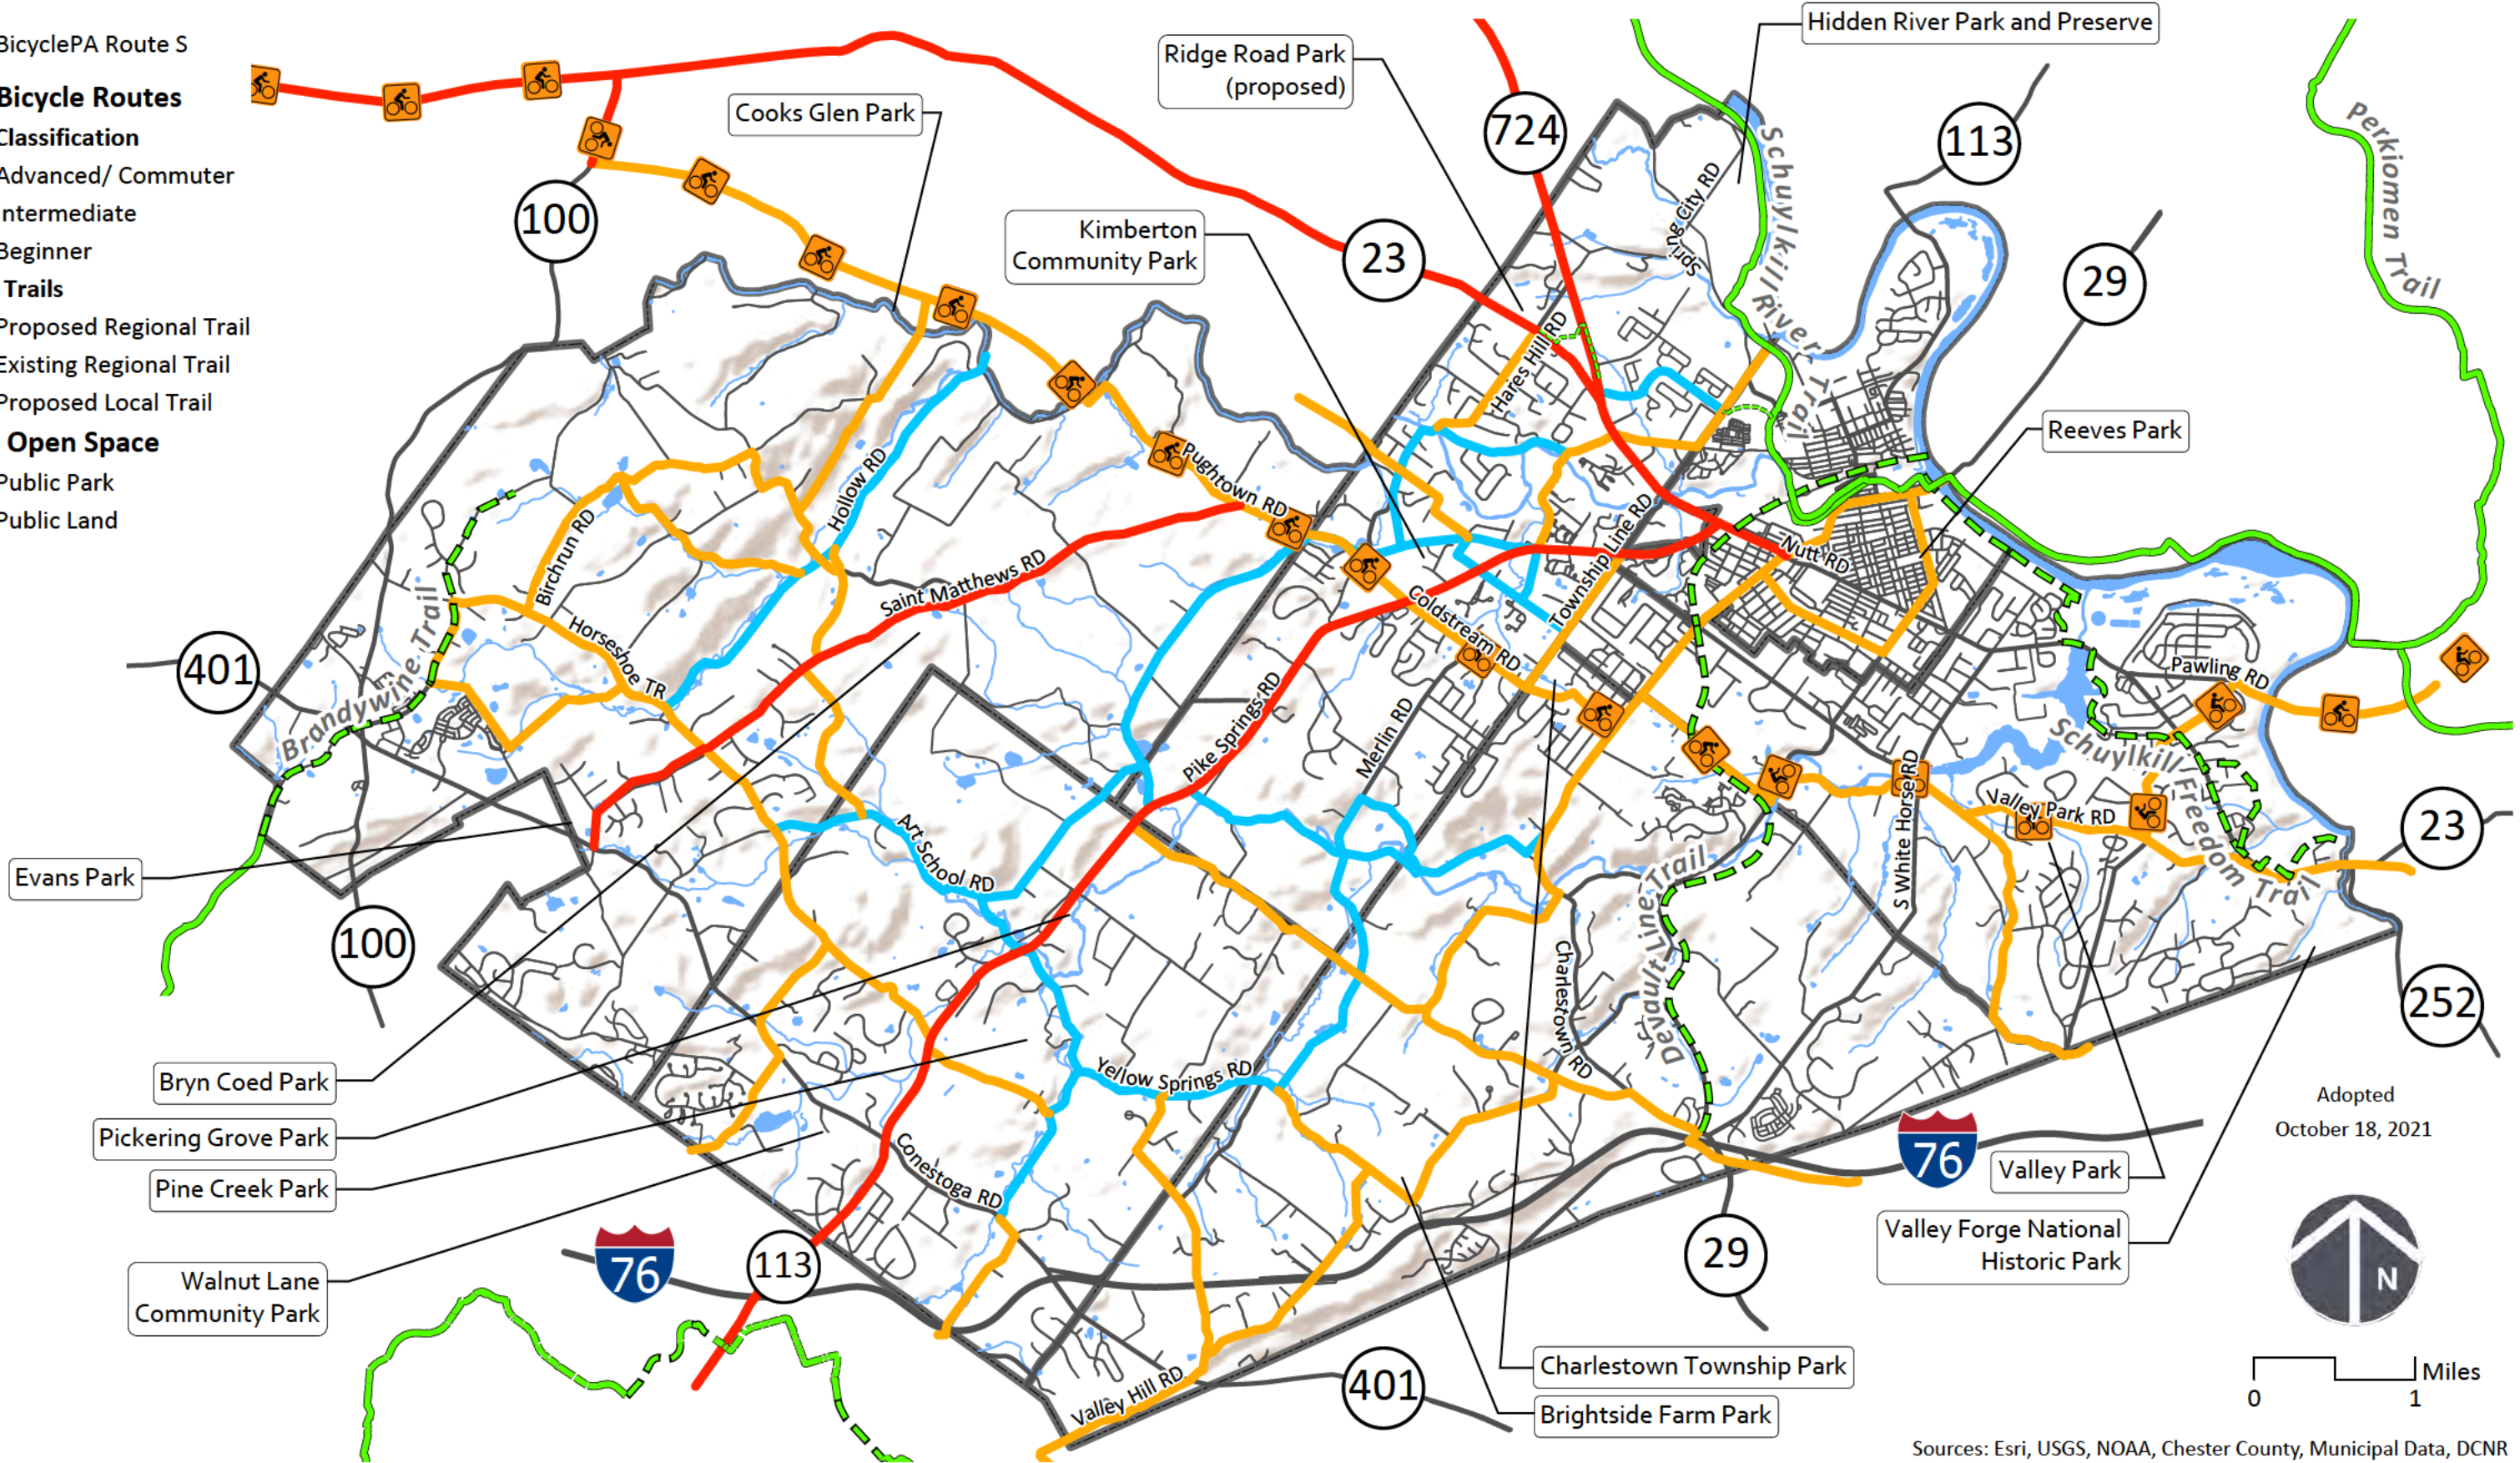 BicyclePA Route S
Bicycle Routes
Classification
Advanced/ Commuter
Intermediate
Beginner
Trails
Proposed Regional Trail
Existing Regional Trail
Proposed Local Trail
Open Space
Public Park
Public Land
Hidden River Park and Preserve
Ridge Road Park
(proposed)
Cooks Glen Park
Kimberton
Community Park
724
113
100
23
29
Spring City RD
Schuylkill River Trail
Perkiomen Trail
Hares Hill RD
Reeves Park
Pughtown RD
Hollow RD
Birchrun RD
Saint Matthews RD
Horseshoe TR
Township Line RD
Nutt RD
Coldstream RD
401
Brandywine Trail
Pawling RD
Pike Springs RD
Merlin RD
Schuylkill Freedom Trail
Valley Park RD
S White Horse RD
23
Art School RD
Evans Park
Devault Line Trail
Charlestown RD
100
252
Yellow Springs RD
Bryn Coed Park
Pickering Grove Park
Pine Creek Park
Walnut Lane
Community Park
Conestoga RD
76
113
76
29
Adopted
October 18, 2021
Valley Park
Valley Forge National
Historic Park
N
Charlestown Township Park
Brightside Farm Park
401
Valley Hill RD
Miles
0 1
Sources: Esri, USGS, NOAA, Chester County, Municipal Data, DCNR